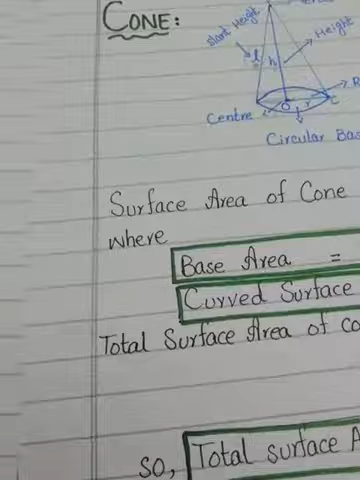 CONE:
Slant Height
l
h
Height
O
r
C
R
Centre
Circular Bas
Surface Area of Cone
where
Base Area =
Curved Surface
Total Surface Area of co
so, Total surface A